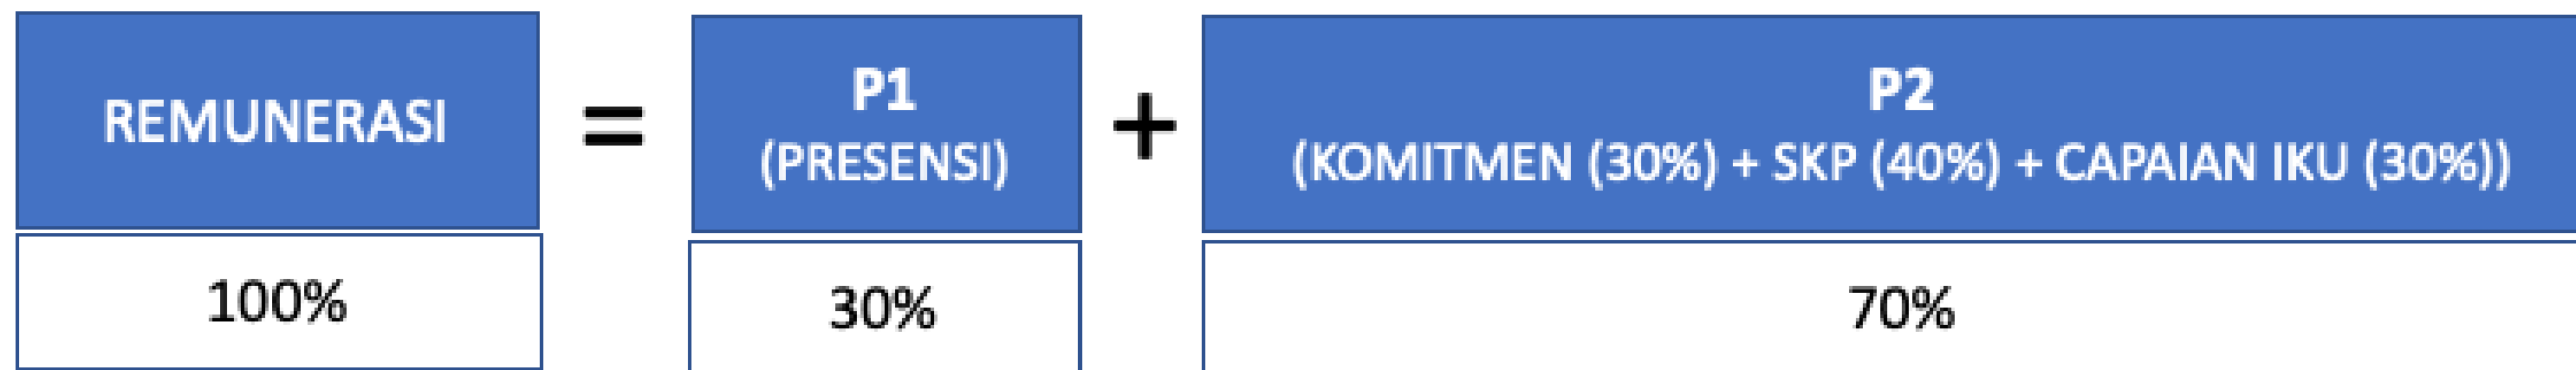 REMUNERASI
=
P1
(PRESENSI)
+
P2
(KOMITMEN (30%) + SKP (40%) + CAPAIAN IKU (30%))
100%
30%
70%